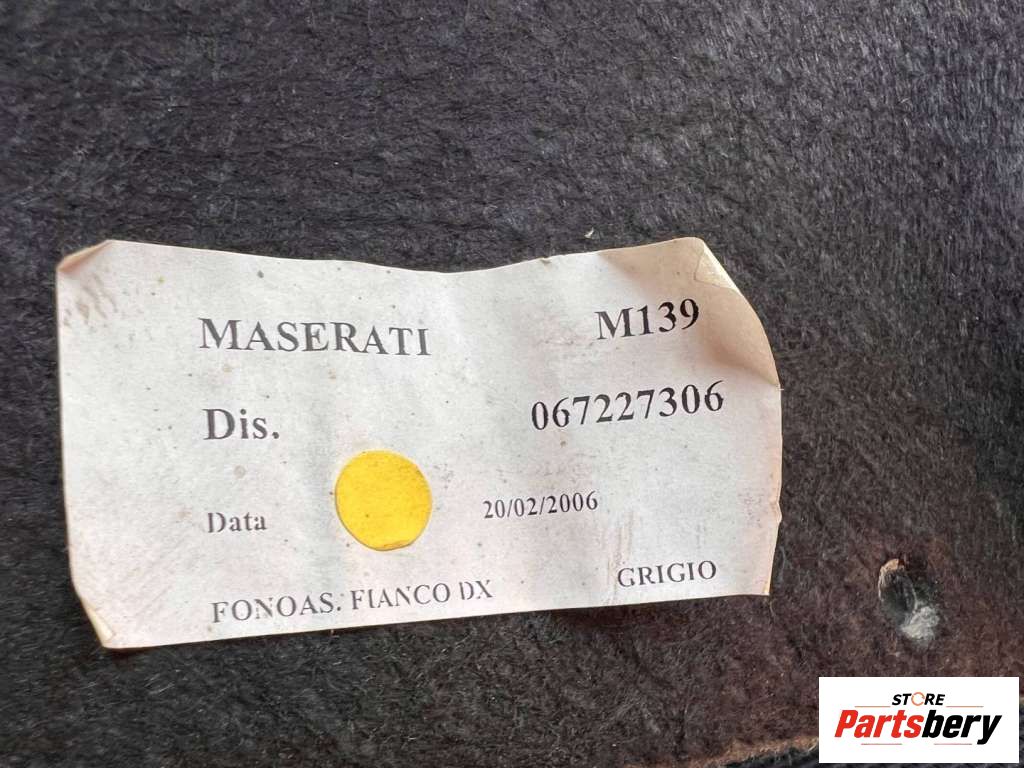 MASERATI M139
Dis. 067227306
Data 20/02/2006
FONOAS. FIANCO DX GRIGIO
STORE
Partsbery